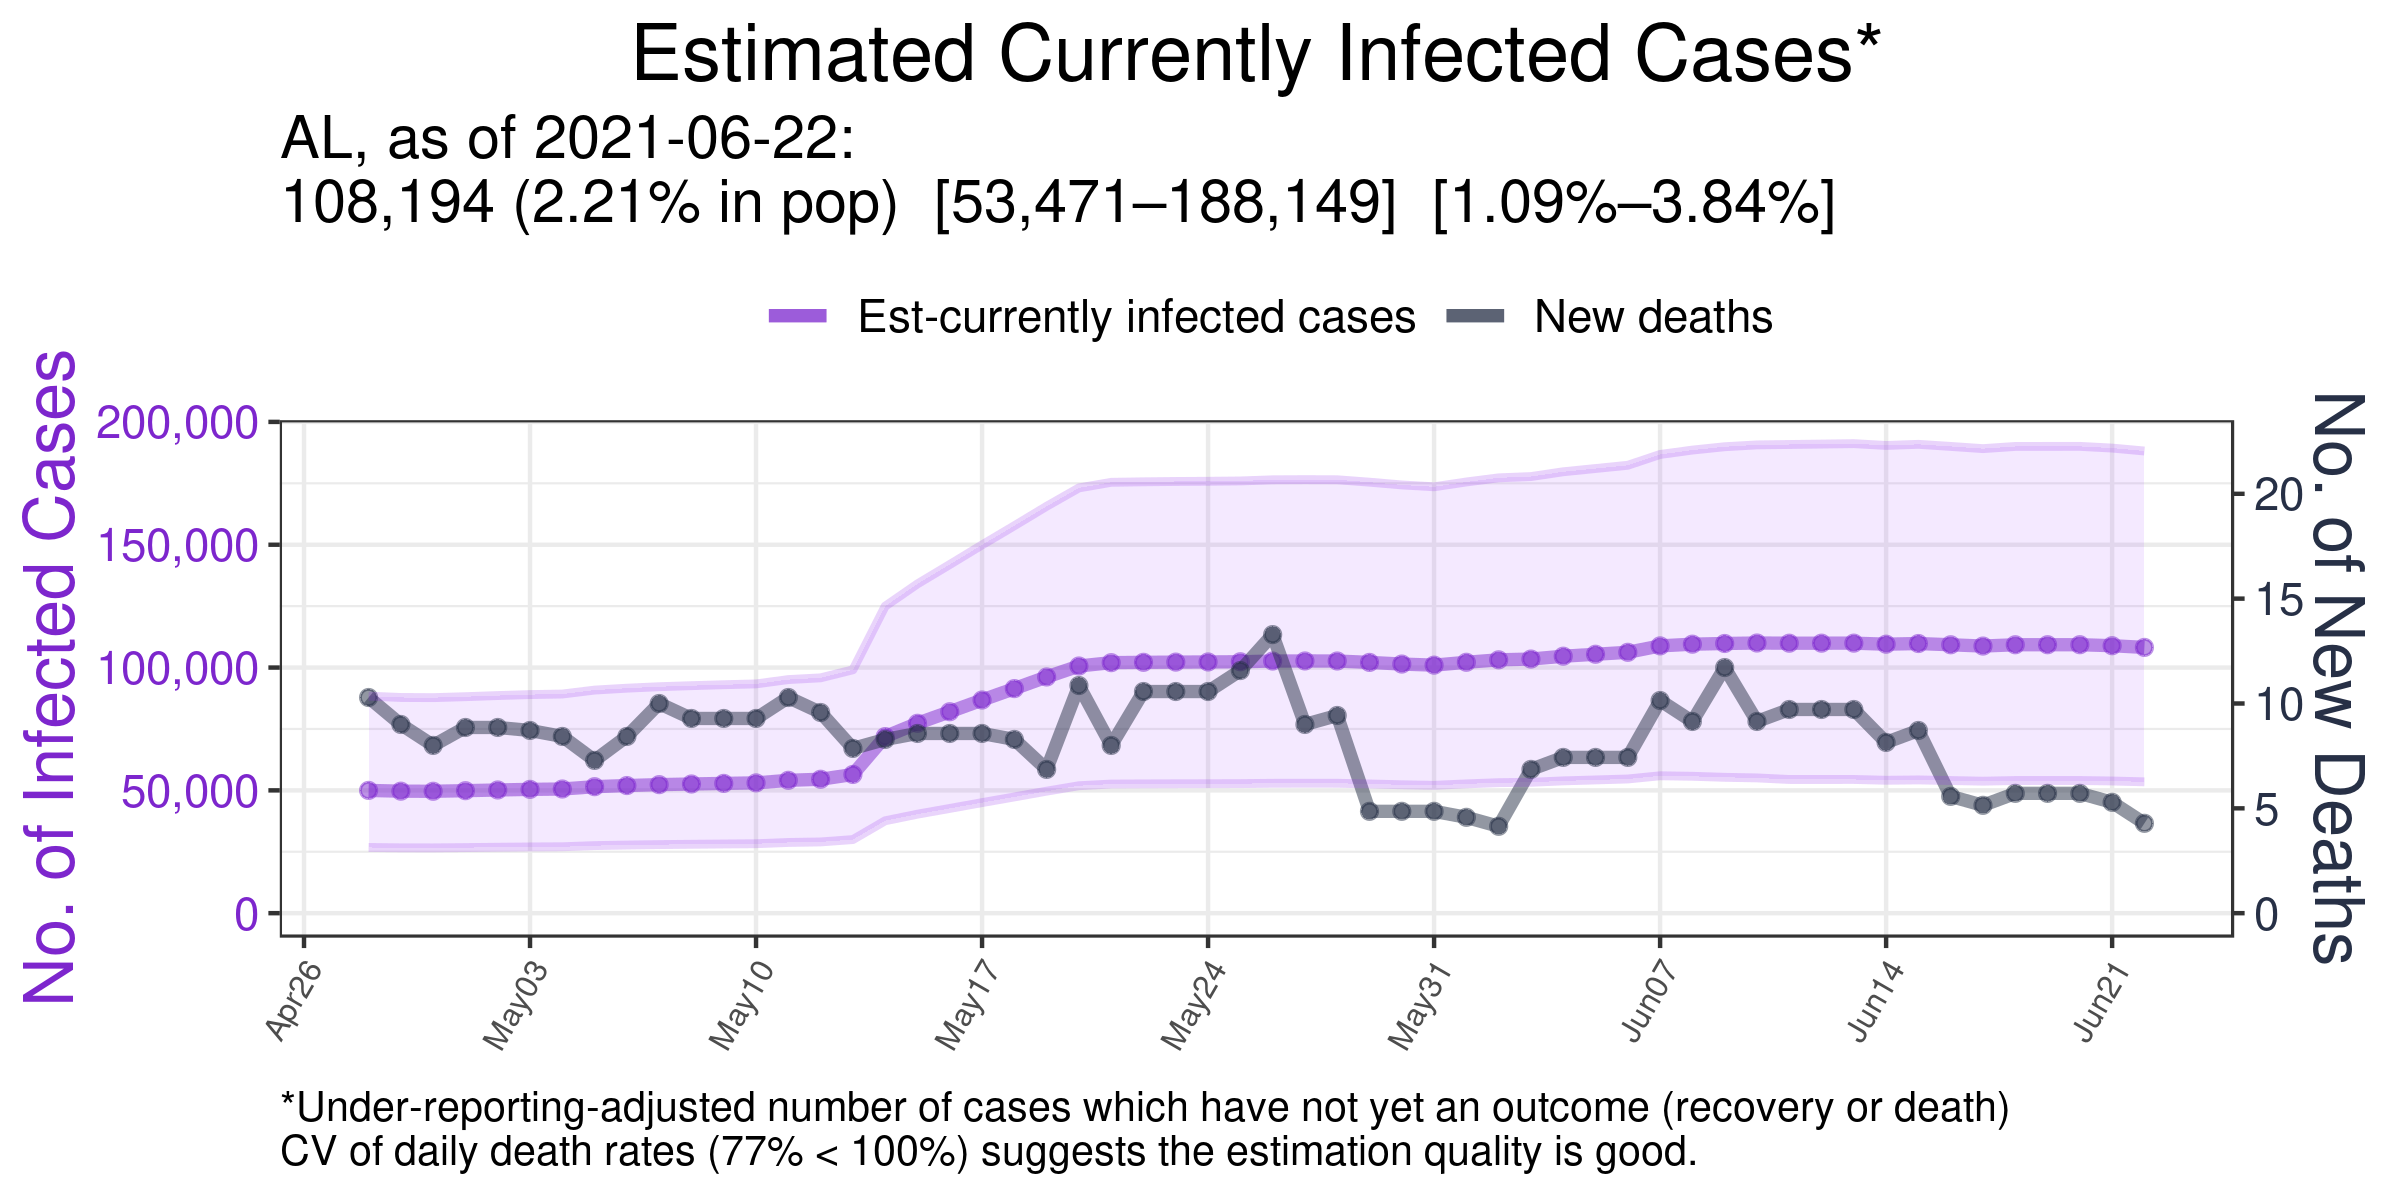 Estimated Currently Infected Cases*
AL, as of 2021-06-22:
108,194 (2.21% in pop)  [53,471–188,149]  [1.09%–3.84%]
Est-currently infected cases
New deaths
No. of Infected Cases
200,000
150,000
100,000
50,000
0
No. of New Deaths
20
15
10
5
0
Apr26
May03
May10
May17
May24
May31
Jun07
Jun14
Jun21
*Under-reporting-adjusted number of cases which have not yet an outcome (recovery or death)
CV of daily death rates (77% < 100%) suggests the estimation quality is good.